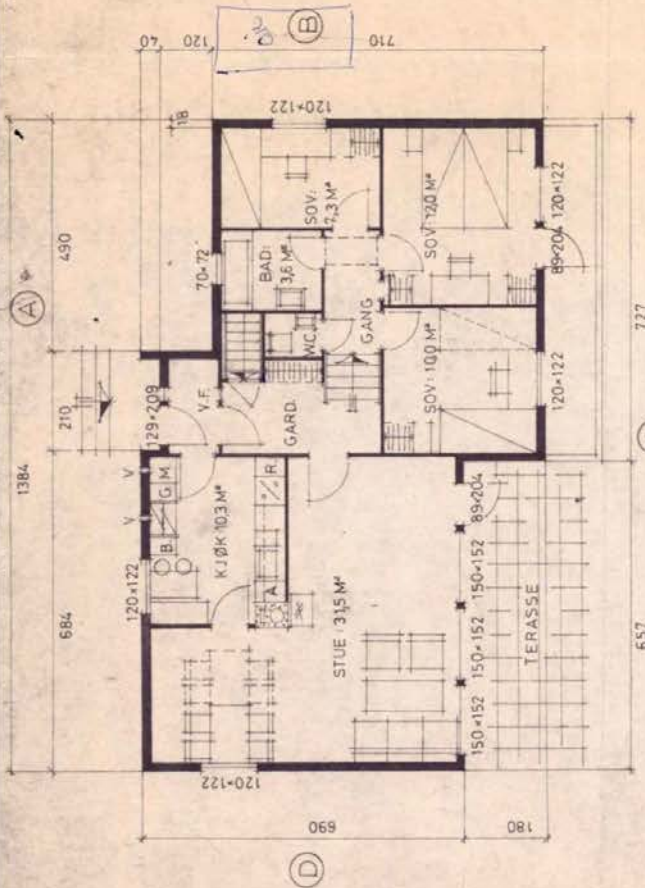 40
120
B
710
18
120×122
A
490
70×72
SOV:
7,3 M²
BAD:
3,6 M²
SOV: 12,0 M²
W.C.
GANG
89×204
120×122
210
129×209
V.F.
GARD.
SOV: 10,0 M²
120×122
727
1384
V
V
G.M.
B.
KJØK 10,3 M²
R.
A.
120×122
684
STUE: 31,5 M²
89×204
150×152
150×152
150×152
TERASSE
657
120×122
690
180
D